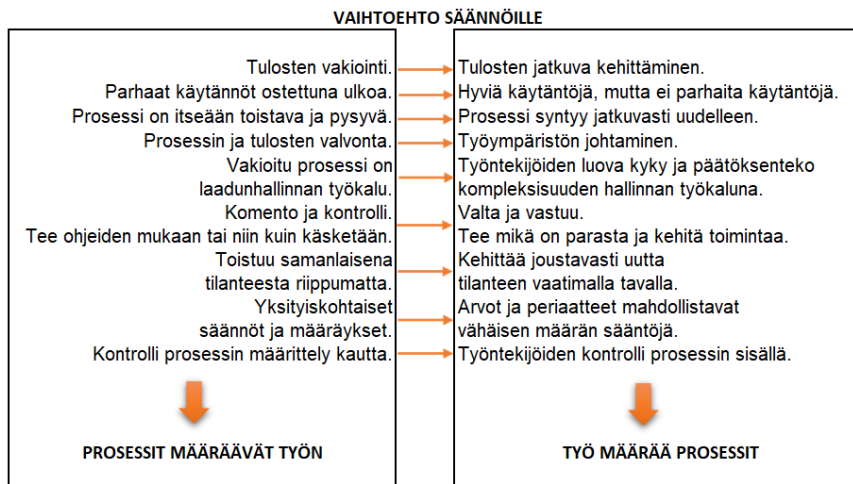 VAIHTOEHTO SÄÄNNÖILLE
Tulosten vakiointi.
Parhaat käytännöt ostettuna ulkoa.
Prosessi on itseään toistava ja pysyvä.
Prosessin ja tulosten valvonta.
Vakioitu prosessi on
laadunhallinnan työkalu.
Komento ja kontrolli.
Tee ohjeiden mukaan tai niin kuin käsketään.
Toistuu samanlaisena
tilanteesta riippumatta.
Yksityiskohtaiset
säännöt ja määräykset.
Kontrolli prosessin määrittely kautta.
PROSESSIT MÄÄRÄÄVÄT TYÖN
Tulosten jatkuva kehittäminen.
Hyviä käytäntöjä, mutta ei parhaita käytäntöjä.
Prosessi syntyy jatkuvasti uudelleen.
Työympäristön johtaminen.
Työntekijöiden luova kyky ja päätöksenteko
kompleksisuuden hallinnan työkaluna.
Valta ja vastuu.
Tee mikä on parasta ja kehitä toimintaa.
Kehittää joustavasti uutta
tilanteen vaatimalla tavalla.
Arvot ja periaatteet mahdollistavat
vähäisen määrän sääntöjä.
Työntekijöiden kontrolli prosessin sisällä.
TYÖ MÄÄRÄÄ PROSESSIT